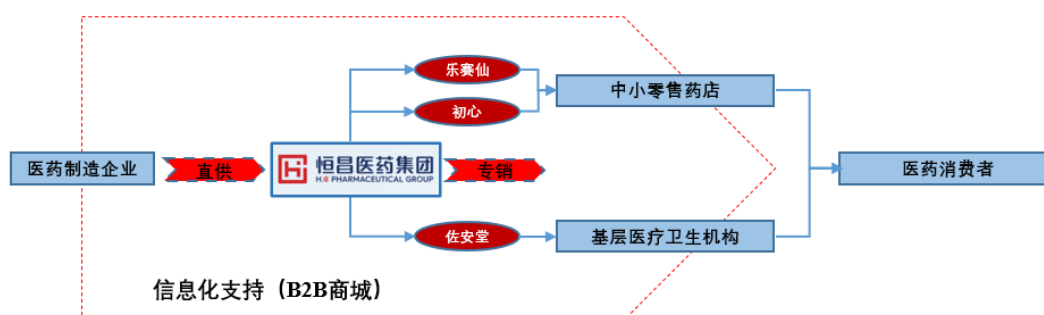 乐赛仙
初心
中小零售药店
医药制造企业
直供
恒昌医药集团
H.C PHARMACEUTICAL GROUP
专销
医药消费者
佐安堂
基层医疗卫生机构
信息化支持（B2B商城）